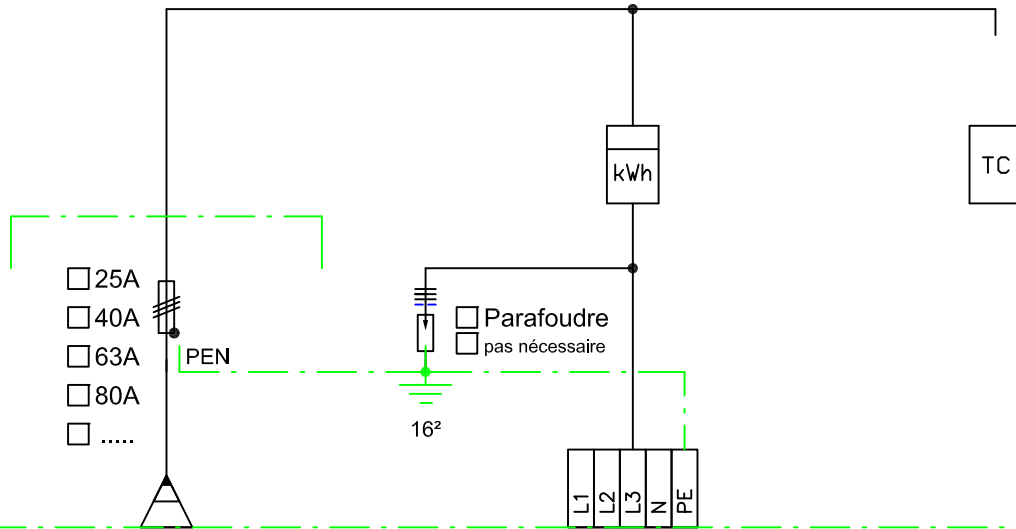 kWh
TC
25A
40A
63A
80A
.....
PEN
Parafoudre
pas nécessaire
16²
L1
L2
L3
N
PE